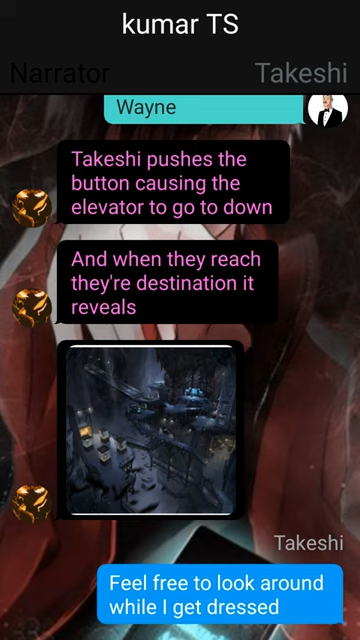 kumar TS
Narrator
Takeshi
Wayne
Takeshi pushes the
button causing the
elevator to go to down
And when they reach
they're destination it
reveals
Takeshi
Feel free to look around
while I get dressed